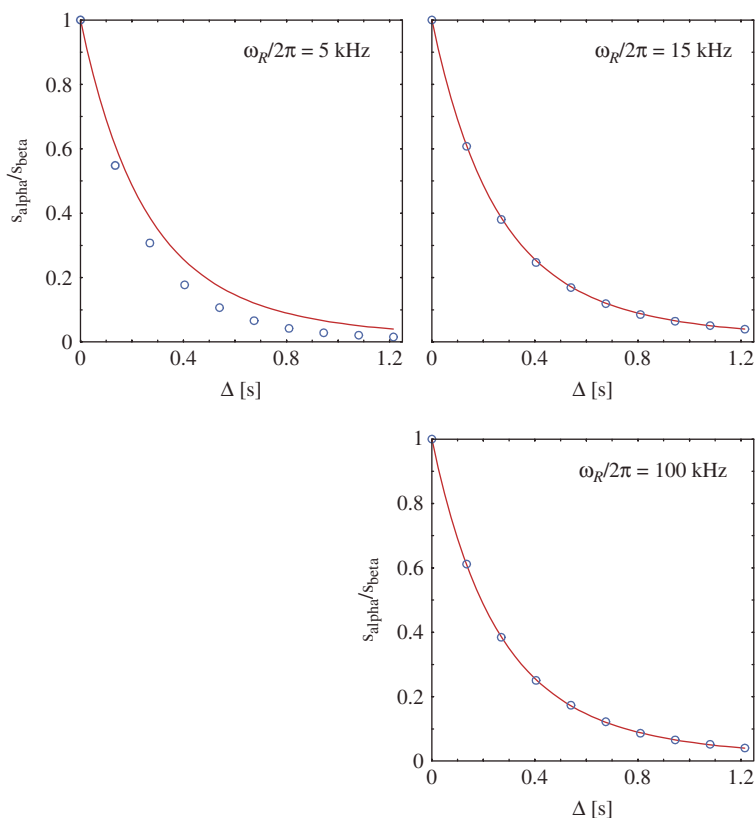 ω_R/2π = 5 kHz
1
0.8
0.6
0.4
0.2
0
s_alpha/s_beta
0 0.4 0.8 1.2
Δ [s]
ω_R/2π = 15 kHz
0 0.4 0.8 1.2
Δ [s]
ω_R/2π = 100 kHz
1
0.8
0.6
0.4
0.2
0
s_alpha/s_beta
0 0.4 0.8 1.2
Δ [s]